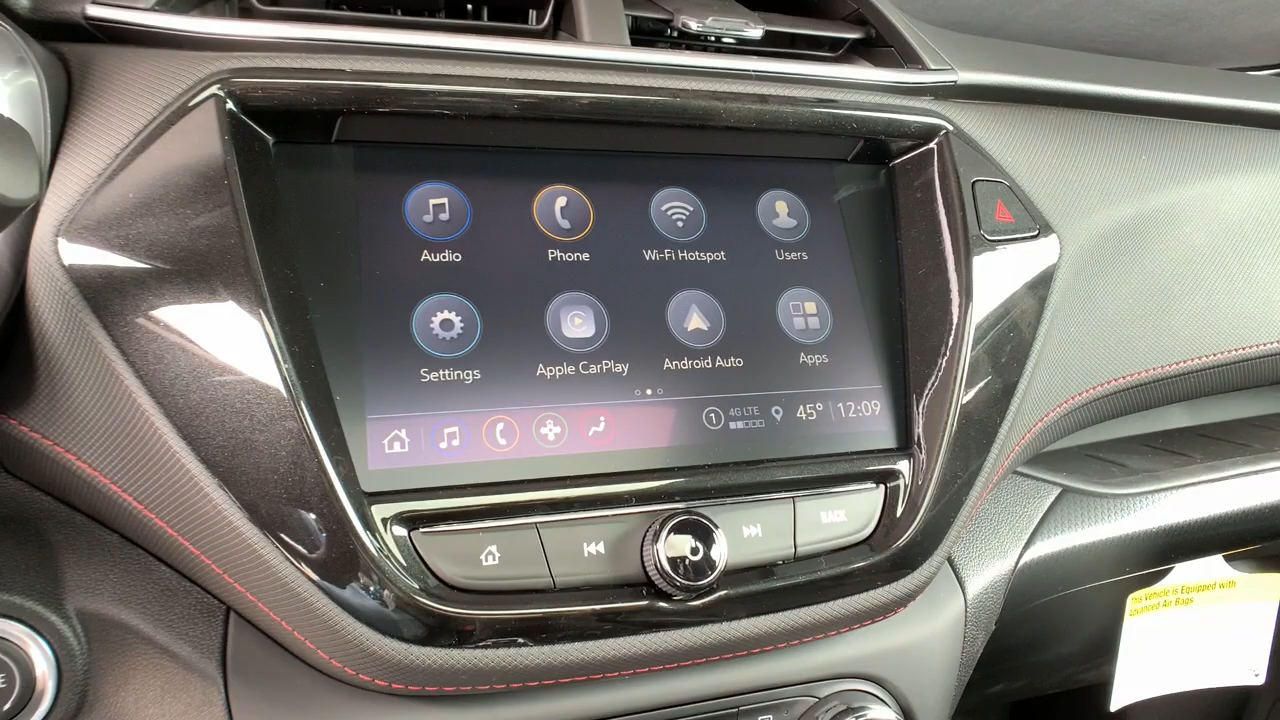 Audio
Phone
Wi-Fi Hotspot
Users
Settings
Apple CarPlay
Android Auto
Apps
1
4G LTE
45°
12:09
BACK
This Vehicle is Equipped with
Advanced Air Bags
E